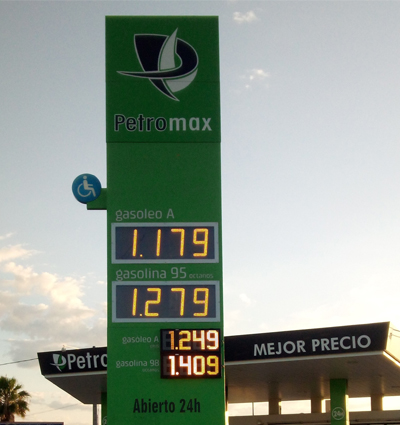 Petromax
gasoleo A
1.179
gasolina 95 octanos
1.279
gasoleo A
1.249
gasolina 98
1.409
Abierto 24h
Petro
MEJOR PRECIO
24